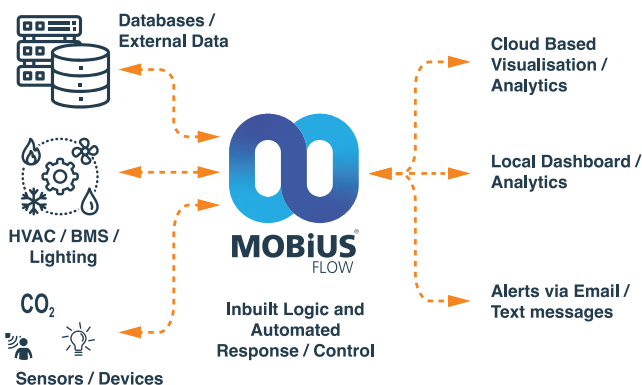 Databases /
External Data
HVAC / BMS /
Lighting
CO₂
Sensors / Devices
MOBiUS®
FLOW
Inbuilt Logic and
Automated
Response / Control
Cloud Based
Visualisation /
Analytics
Local Dashboard /
Analytics
Alerts via Email /
Text messages